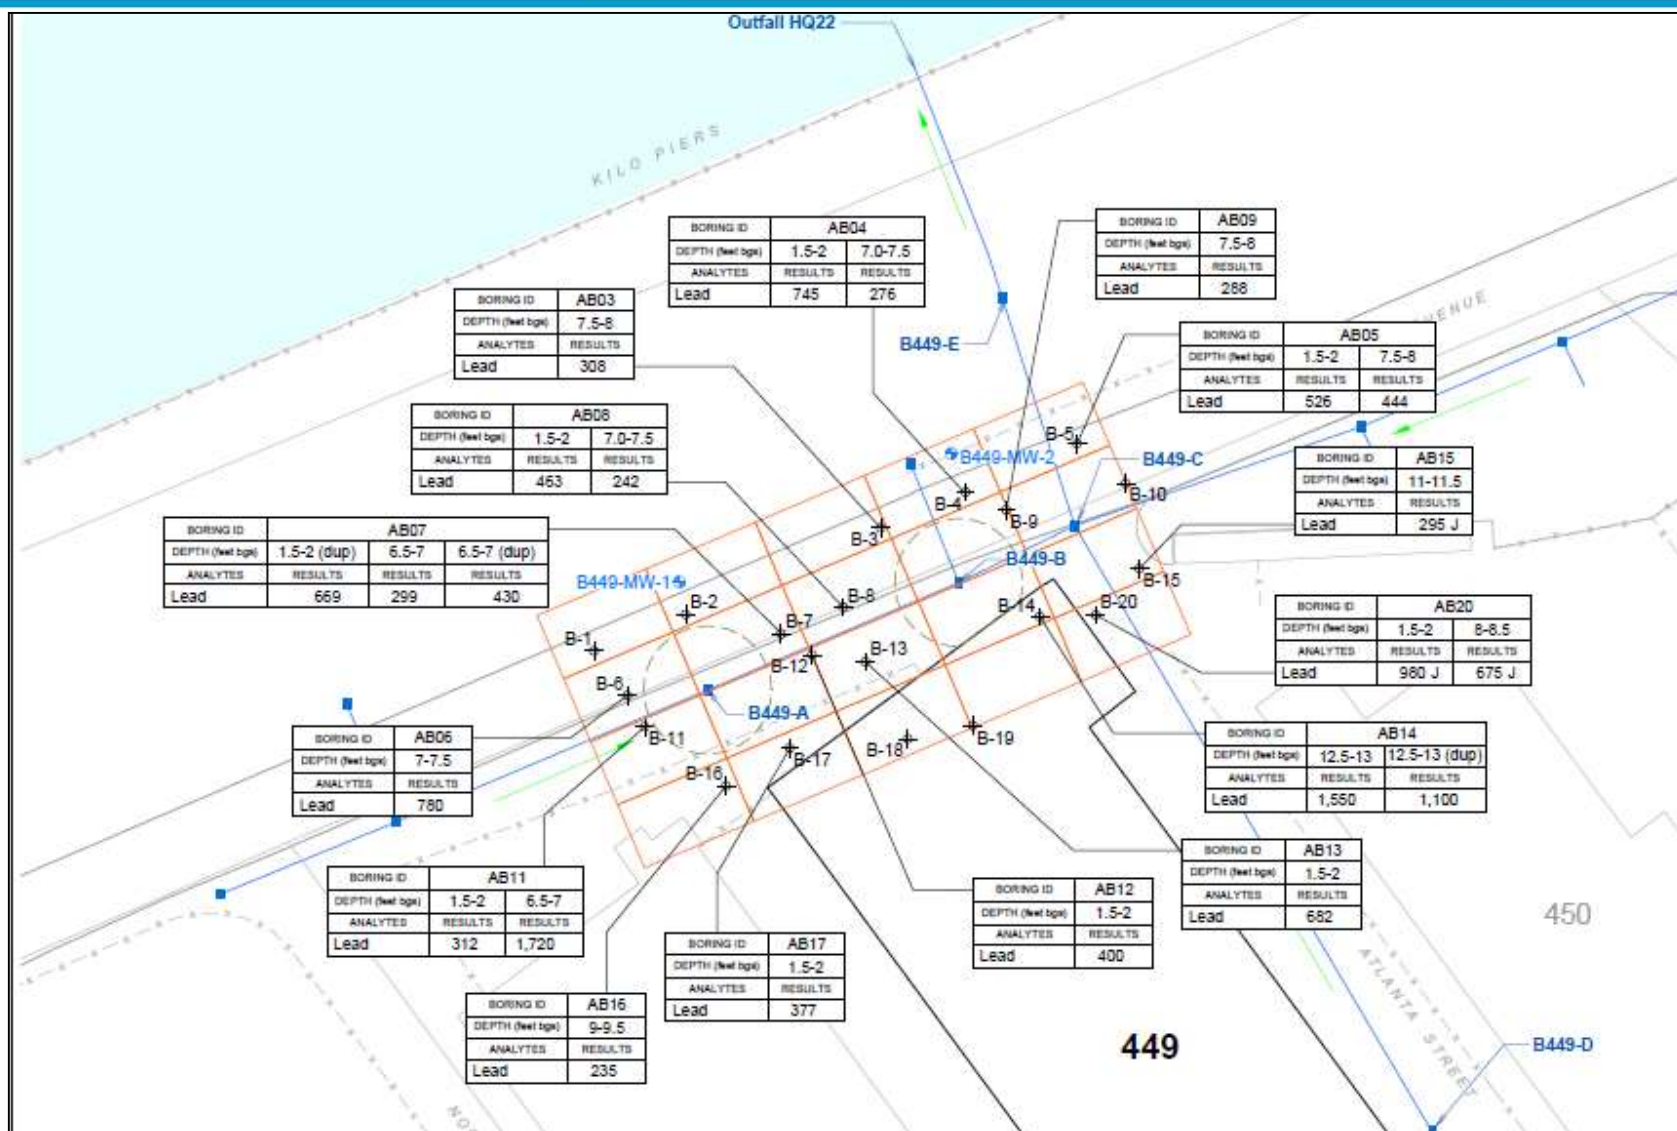 Outfall HQ22
KILO PIERS
BORING ID AB04
DEPTH (feet bgs) 1.5-2 7.0-7.5
ANALYTES RESULTS RESULTS
Lead 745 276
BORING ID AB09
DEPTH (feet bgs) 7.5-8
ANALYTES RESULTS
Lead 288
BORING ID AB03
DEPTH (feet bgs) 7.5-8
ANALYTES RESULTS
Lead 308
B449-E
VENUE
BORING ID AB05
DEPTH (feet bgs) 1.5-2 7.5-8
ANALYTES RESULTS RESULTS
Lead 526 444
BORING ID AB08
DEPTH (feet bgs) 1.5-2 7.0-7.5
ANALYTES RESULTS RESULTS
Lead 463 242
B-5
B449-MW-2
B449-C
BORING ID AB15
DEPTH (feet bgs) 11-11.5
ANALYTES RESULTS
Lead 295 J
B-4
B-10
B-9
B-3
BORING ID AB07
DEPTH (feet bgs) 1.5-2 (dup) 6.5-7 6.5-7 (dup)
ANALYTES RESULTS RESULTS RESULTS
Lead 669 299 430
B449-MW-1
B449-B
B-15
B-2
B-8
B-14
B-20
B-7
B-1
B-12
B-13
BORING ID AB20
DEPTH (feet bgs) 1.5-2 8-8.5
ANALYTES RESULTS RESULTS
Lead 980 J 675 J
B-6
B449-A
B-11
B-19
B-18
B-17
B-16
BORING ID AB06
DEPTH (feet bgs) 7-7.5
ANALYTES RESULTS
Lead 780
BORING ID AB14
DEPTH (feet bgs) 12.5-13 12.5-13 (dup)
ANALYTES RESULTS RESULTS
Lead 1,550 1,100
BORING ID AB13
DEPTH (feet bgs) 1.5-2
ANALYTES RESULTS
Lead 682
BORING ID AB11
DEPTH (feet bgs) 1.5-2 6.5-7
ANALYTES RESULTS RESULTS
Lead 312 1,720
BORING ID AB12
DEPTH (feet bgs) 1.5-2
ANALYTES RESULTS
Lead 400
450
BORING ID AB17
DEPTH (feet bgs) 1.5-2
ANALYTES RESULTS
Lead 377
BORING ID AB16
DEPTH (feet bgs) 9-9.5
ANALYTES RESULTS
Lead 235
ATLANTA STREET
449
B449-D